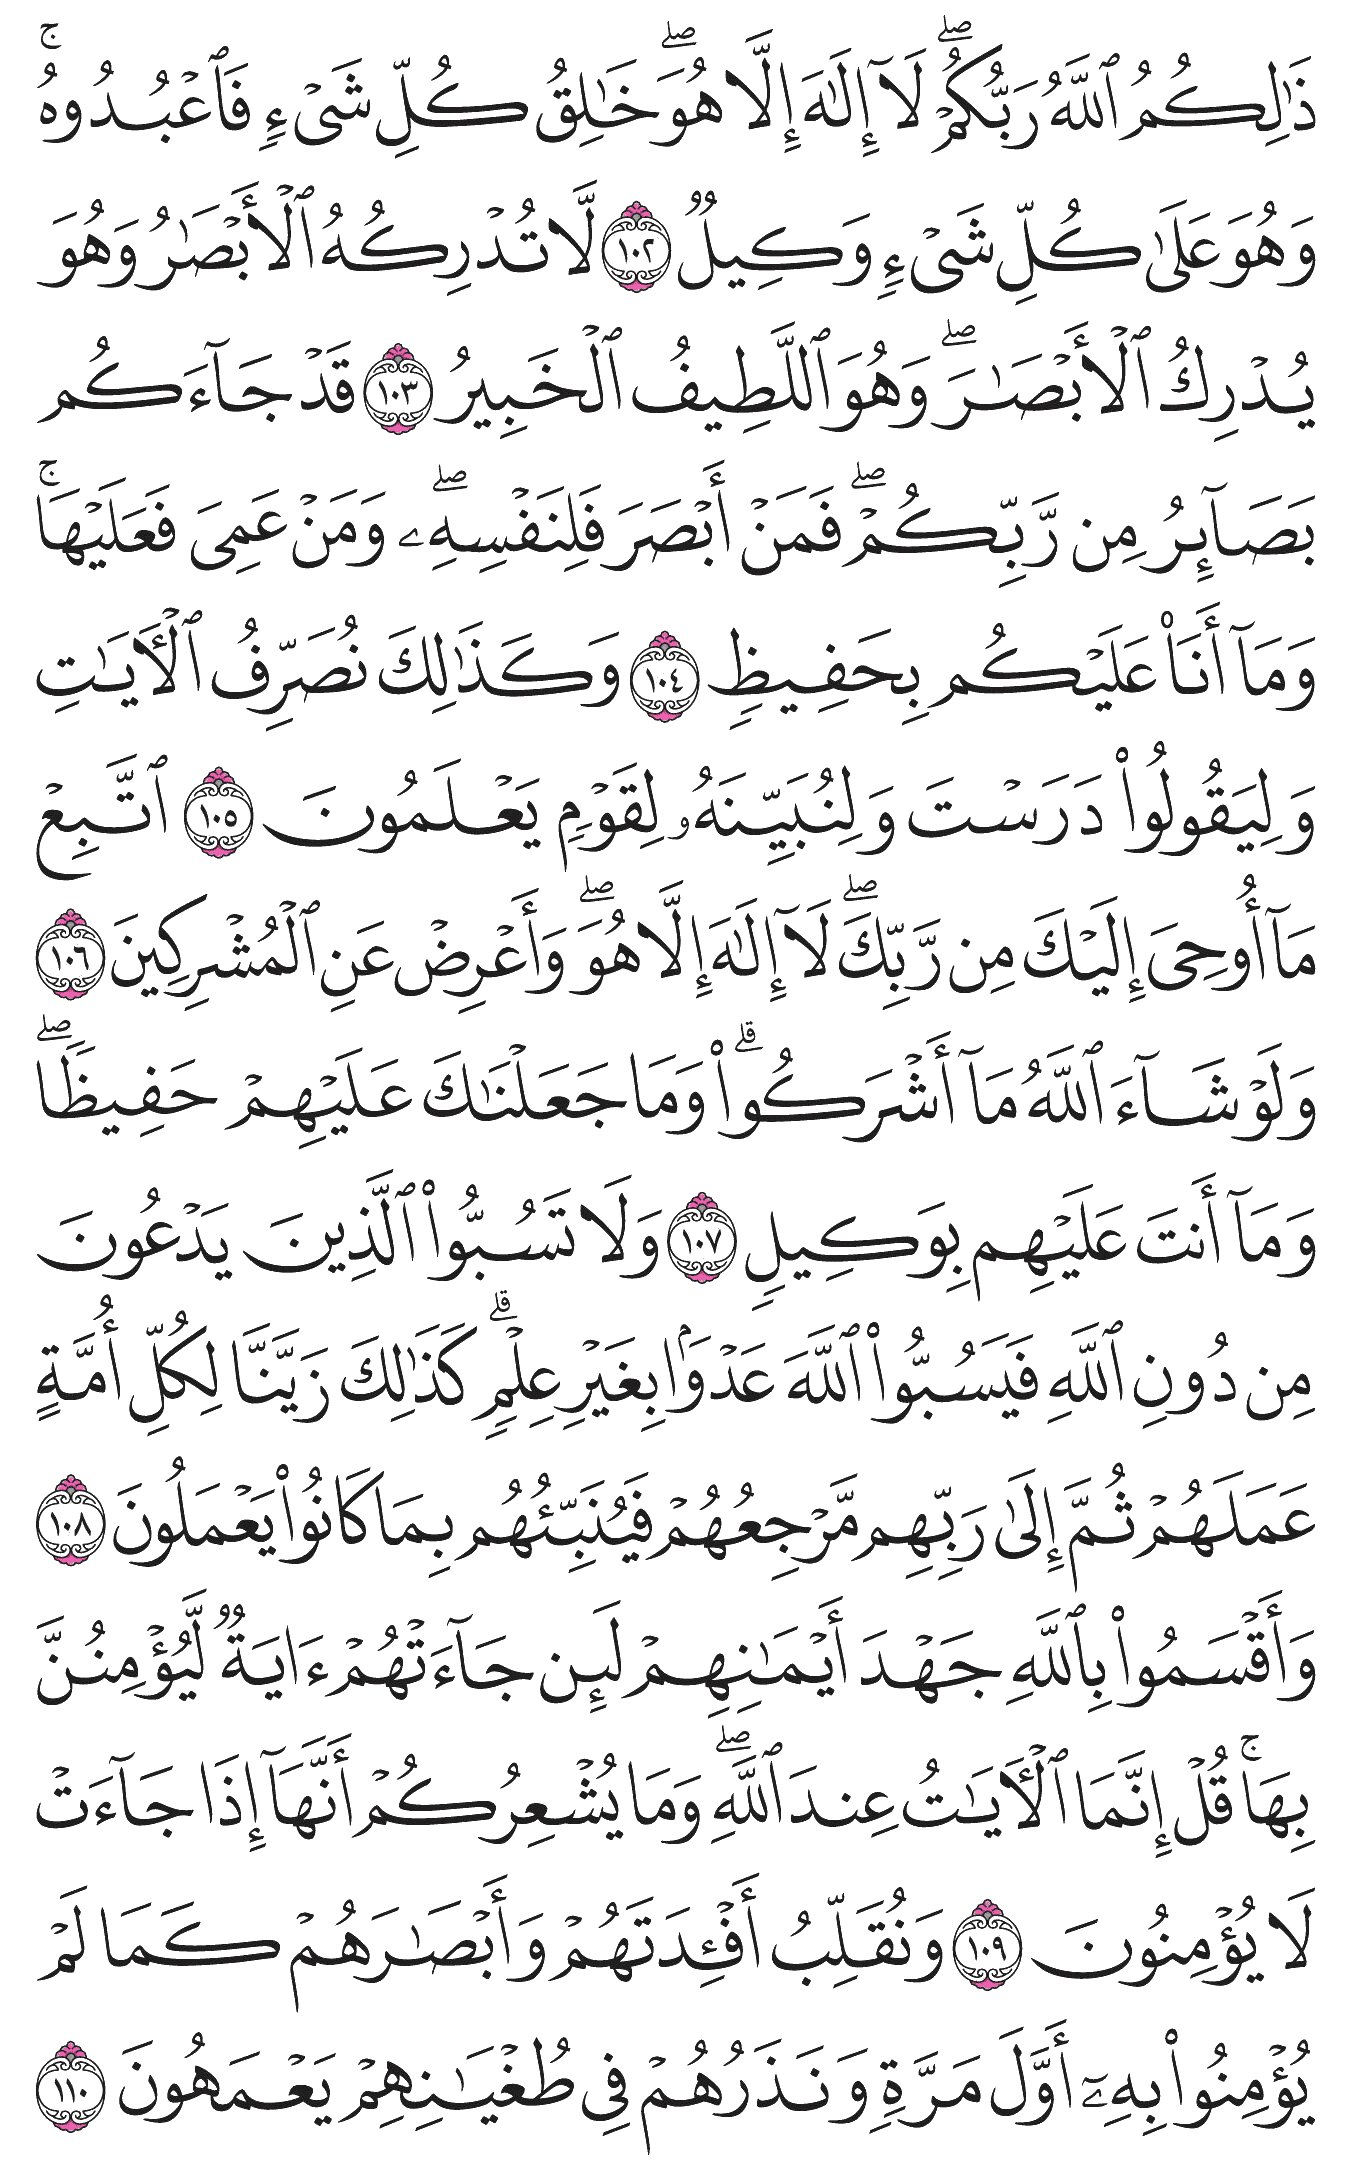 ذَٰلِكُمُ ٱللَّهُ رَبُّكُمۡۖ لَآ إِلَٰهَ إِلَّا هُوَۖ خَٰلِقُ كُلِّ شَيۡءٖ فَٱعۡبُدُوهُۚ
وَهُوَ عَلَىٰ كُلِّ شَيۡءٖ وَكِيلٞ ١٠٢ لَّا تُدۡرِكُهُ ٱلۡأَبۡصَٰرُ وَهُوَ
يُدۡرِكُ ٱلۡأَبۡصَٰرَۖ وَهُوَ ٱللَّطِيفُ ٱلۡخَبِيرُ ١٠٣ قَدۡ جَآءَكُم
بَصَآئِرُ مِن رَّبِّكُمۡۖ فَمَنۡ أَبۡصَرَ فَلِنَفۡسِهِۦۖ وَمَنۡ عَمِيَ فَعَلَيۡهَاۚ
وَمَآ أَنَا۠ عَلَيۡكُم بِحَفِيظٖ ١٠٤ وَكَذَٰلِكَ نُصَرِّفُ ٱلۡأٓيَٰتِ
وَلِيَقُولُواْ دَرَسۡتَ وَلِنُبَيِّنَهُۥ لِقَوۡمٖ يَعۡلَمُونَ ١٠٥ ٱتَّبِعۡ
مَآ أُوحِيَ إِلَيۡكَ مِن رَّبِّكَۖ لَآ إِلَٰهَ إِلَّا هُوَۖ وَأَعۡرِضۡ عَنِ ٱلۡمُشۡرِكِينَ ١٠٦
وَلَوۡ شَآءَ ٱللَّهُ مَآ أَشۡرَكُواْۗ وَمَا جَعَلۡنَٰكَ عَلَيۡهِمۡ حَفِيظٗاۖ
وَمَآ أَنتَ عَلَيۡهِم بِوَكِيلٖ ١٠٧ وَلَا تَسُبُّواْ ٱلَّذِينَ يَدۡعُونَ
مِن دُونِ ٱللَّهِ فَيَسُبُّواْ ٱللَّهَ عَدۡوَۢا بِغَيۡرِ عِلۡمٖۗ كَذَٰلِكَ زَيَّنَّا لِكُلِّ أُمَّةٍ
عَمَلَهُمۡ ثُمَّ إِلَىٰ رَبِّهِم مَّرۡجِعُهُمۡ فَيُنَبِّئُهُم بِمَا كَانُواْ يَعۡمَلُونَ ١٠٨
وَأَقۡسَمُواْ بِٱللَّهِ جَهۡدَ أَيۡمَٰنِهِمۡ لَئِن جَآءَتۡهُمۡ ءَايَةٞ لَّيُؤۡمِنُنَّ
بِهَاۚ قُلۡ إِنَّمَا ٱلۡأٓيَٰتُ عِندَ ٱللَّهِۖ وَمَا يُشۡعِرُكُمۡ أَنَّهَآ إِذَا جَآءَتۡ
لَا يُؤۡمِنُونَ ١٠٩ وَنُقَلِّبُ أَفۡـِٔدَتَهُمۡ وَأَبۡصَٰرَهُمۡ كَمَا لَمۡ
يُؤۡمِنُواْ بِهِۦٓ أَوَّلَ مَرَّةٖ وَنَذَرُهُمۡ فِي طُغۡيَٰنِهِمۡ يَعۡمَهُونَ ١١٠